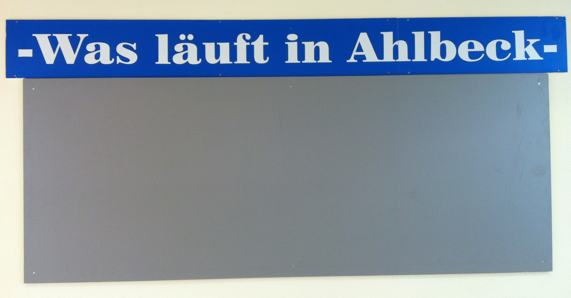 -Was läuft in Ahlbeck-